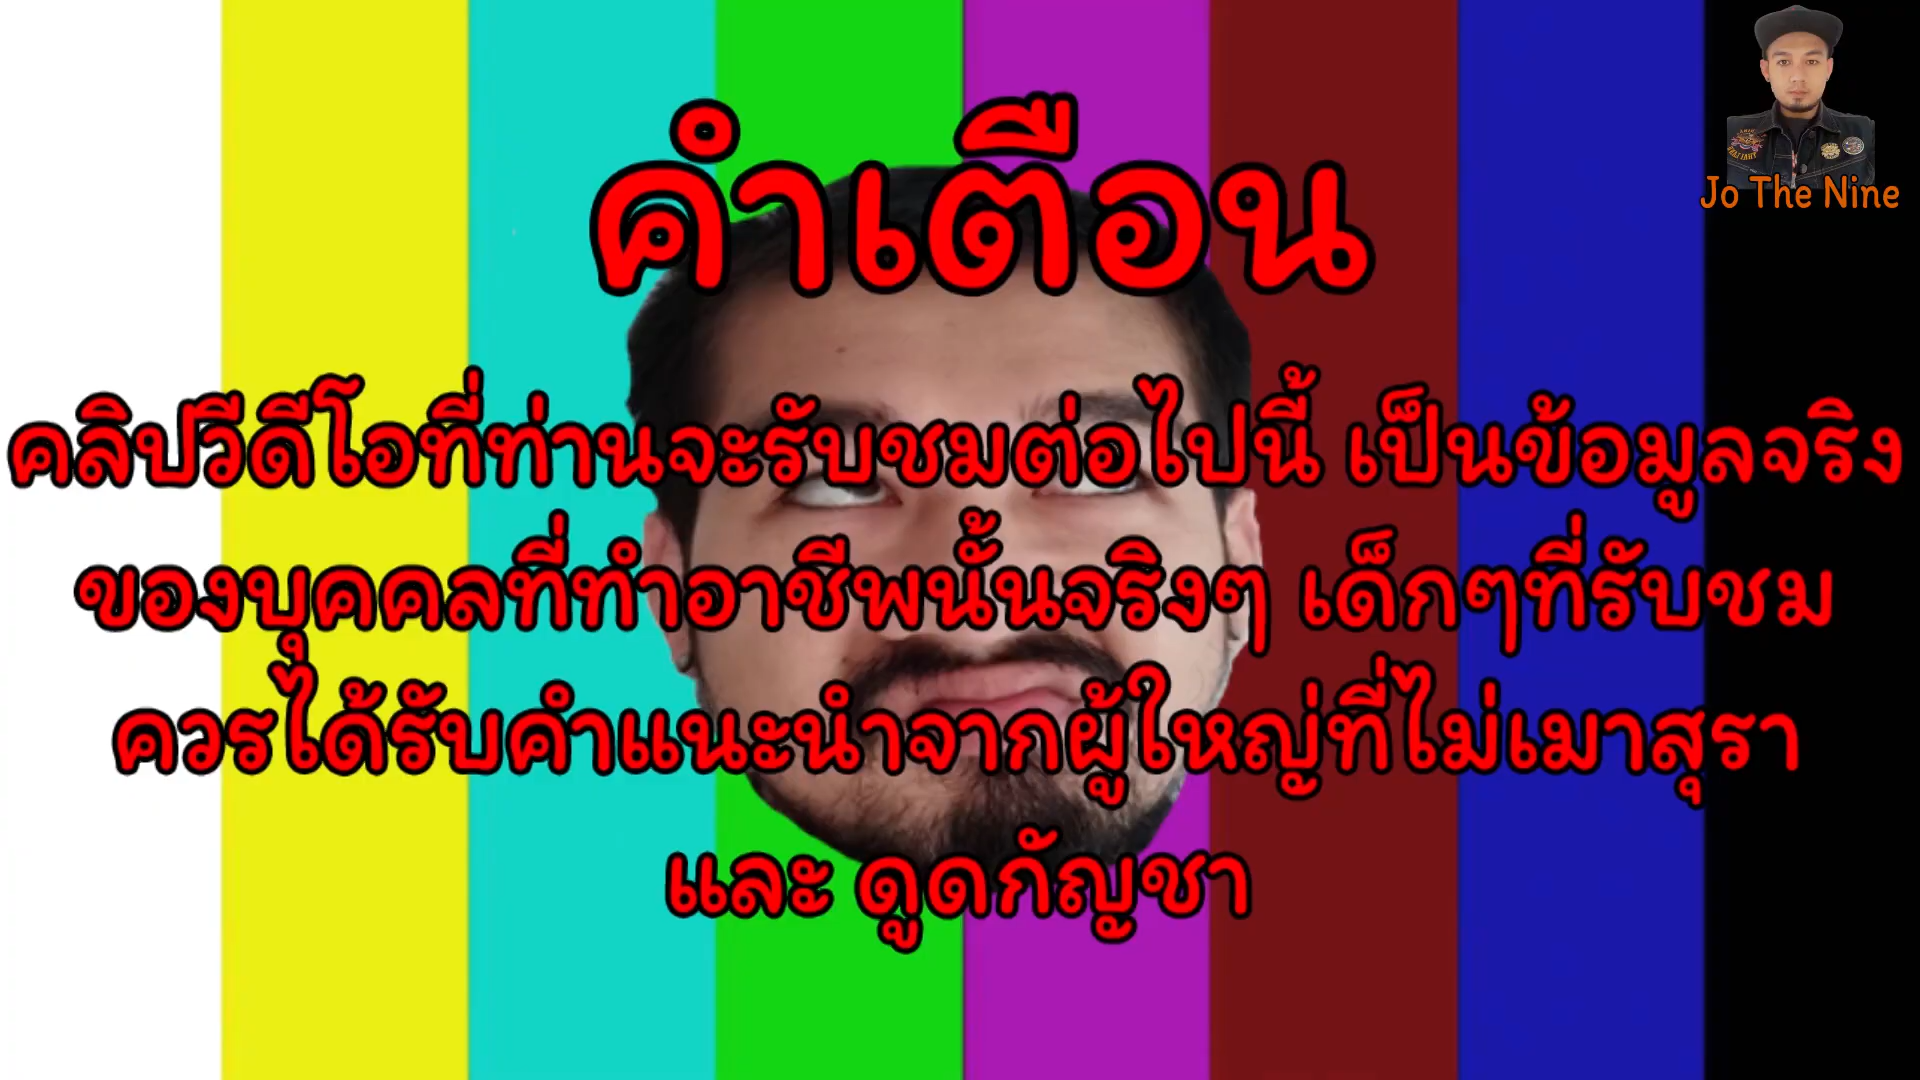 Jo The Nine
คำเตือน
คลิปวีดีโอที่ท่านจะรับชมต่อไปนี้ เป็นข้อมูลจริง
ของบุคคลที่ทำอาชีพนั้นจริงๆ เด็กๆที่รับชม
ควรได้รับคำแนะนำจากผู้ใหญ่ที่ไม่เมาสุรา
และ ดูดกัญชา